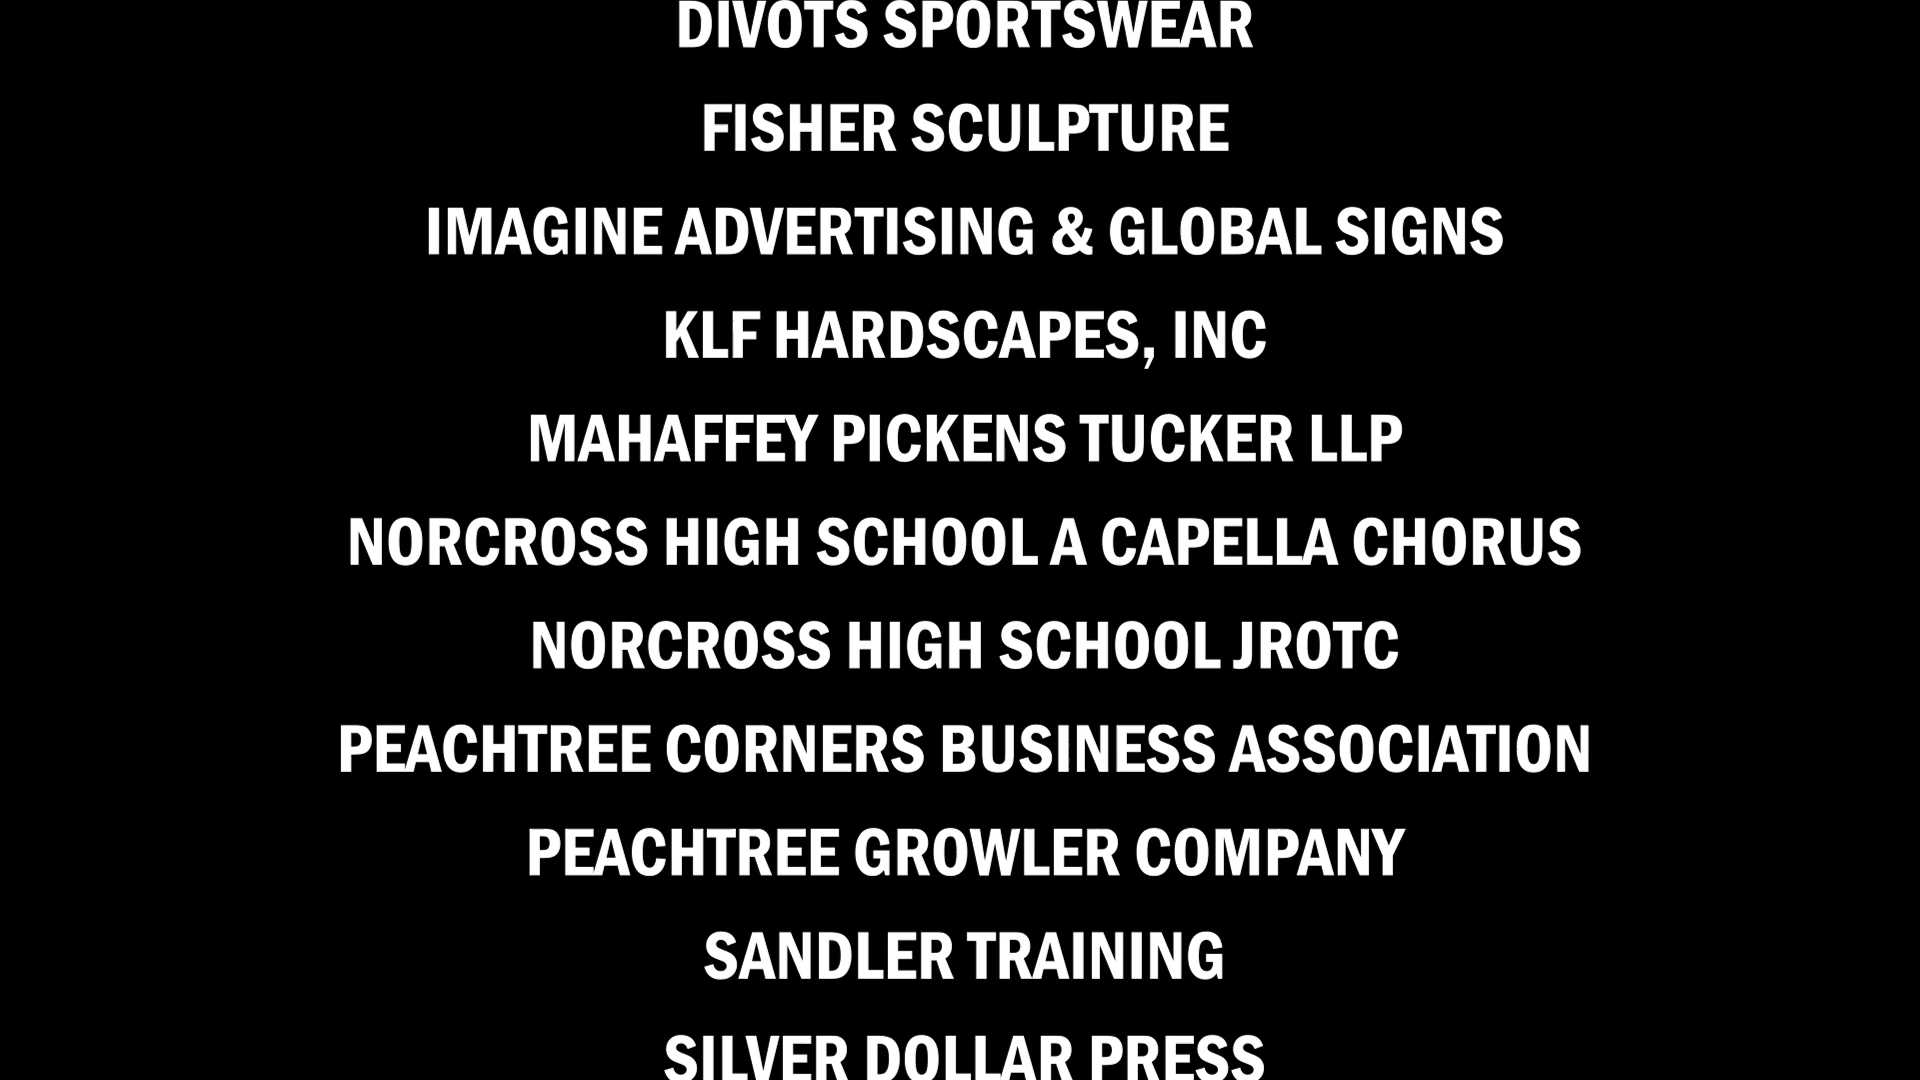 DIVOTS SPORTSWEAR
FISHER SCULPTURE
IMAGINE ADVERTISING & GLOBAL SIGNS
KLF HARDSCAPES, INC
MAHAFFEY PICKENS TUCKER LLP
NORCROSS HIGH SCHOOL A CAPELLA CHORUS
NORCROSS HIGH SCHOOL JROTC
PEACHTREE CORNERS BUSINESS ASSOCIATION
PEACHTREE GROWLER COMPANY
SANDLER TRAINING
SILVER DOLLAR PRESS